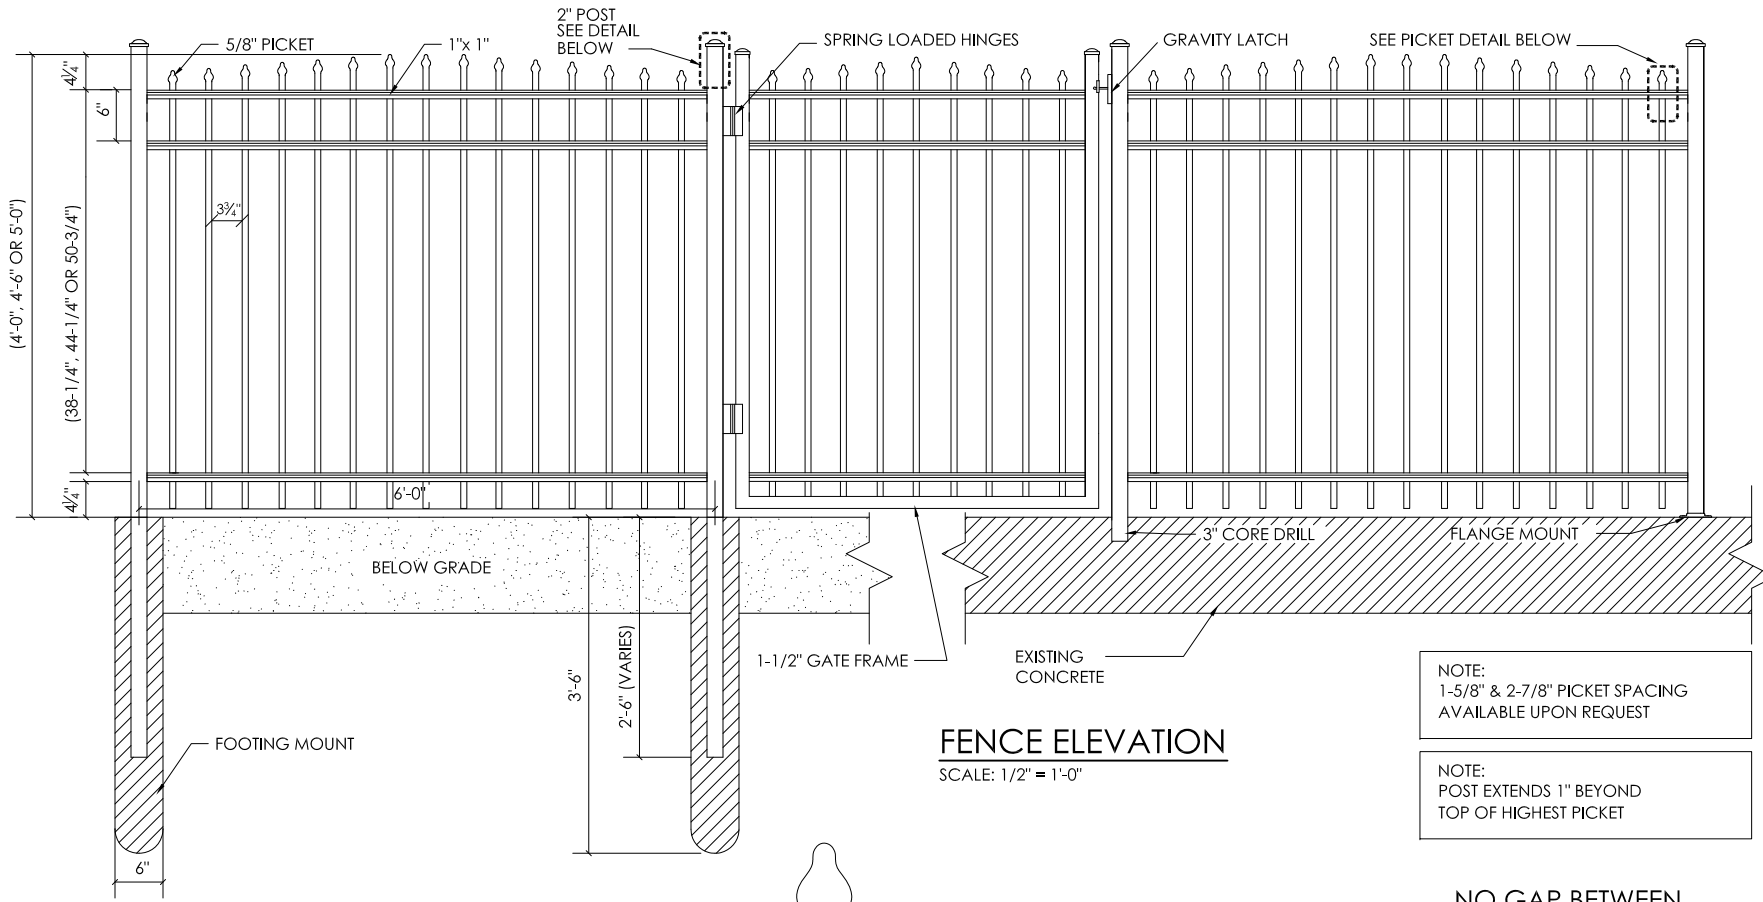 2" POST
SEE DETAIL
BELOW
5/8" PICKET
1"x 1"
SPRING LOADED HINGES
GRAVITY LATCH
SEE PICKET DETAIL BELOW
4¼"
6"
3¾"
(4'-0", 4'-6" OR 5'-0")
(38-1/4", 44-1/4" OR 50-3/4")
4¼"
6'-0"
3" CORE DRILL
FLANGE MOUNT
BELOW GRADE
1-1/2" GATE FRAME
EXISTING
CONCRETE
3'-6"
2'-6" (VARIES)
FOOTING MOUNT
6"
FENCE ELEVATION
SCALE: 1/2" = 1'-0"
NOTE:
1-5/8" & 2-7/8" PICKET SPACING
AVAILABLE UPON REQUEST
NOTE:
POST EXTENDS 1" BEYOND
TOP OF HIGHEST PICKET
NO GAP BETWEEN